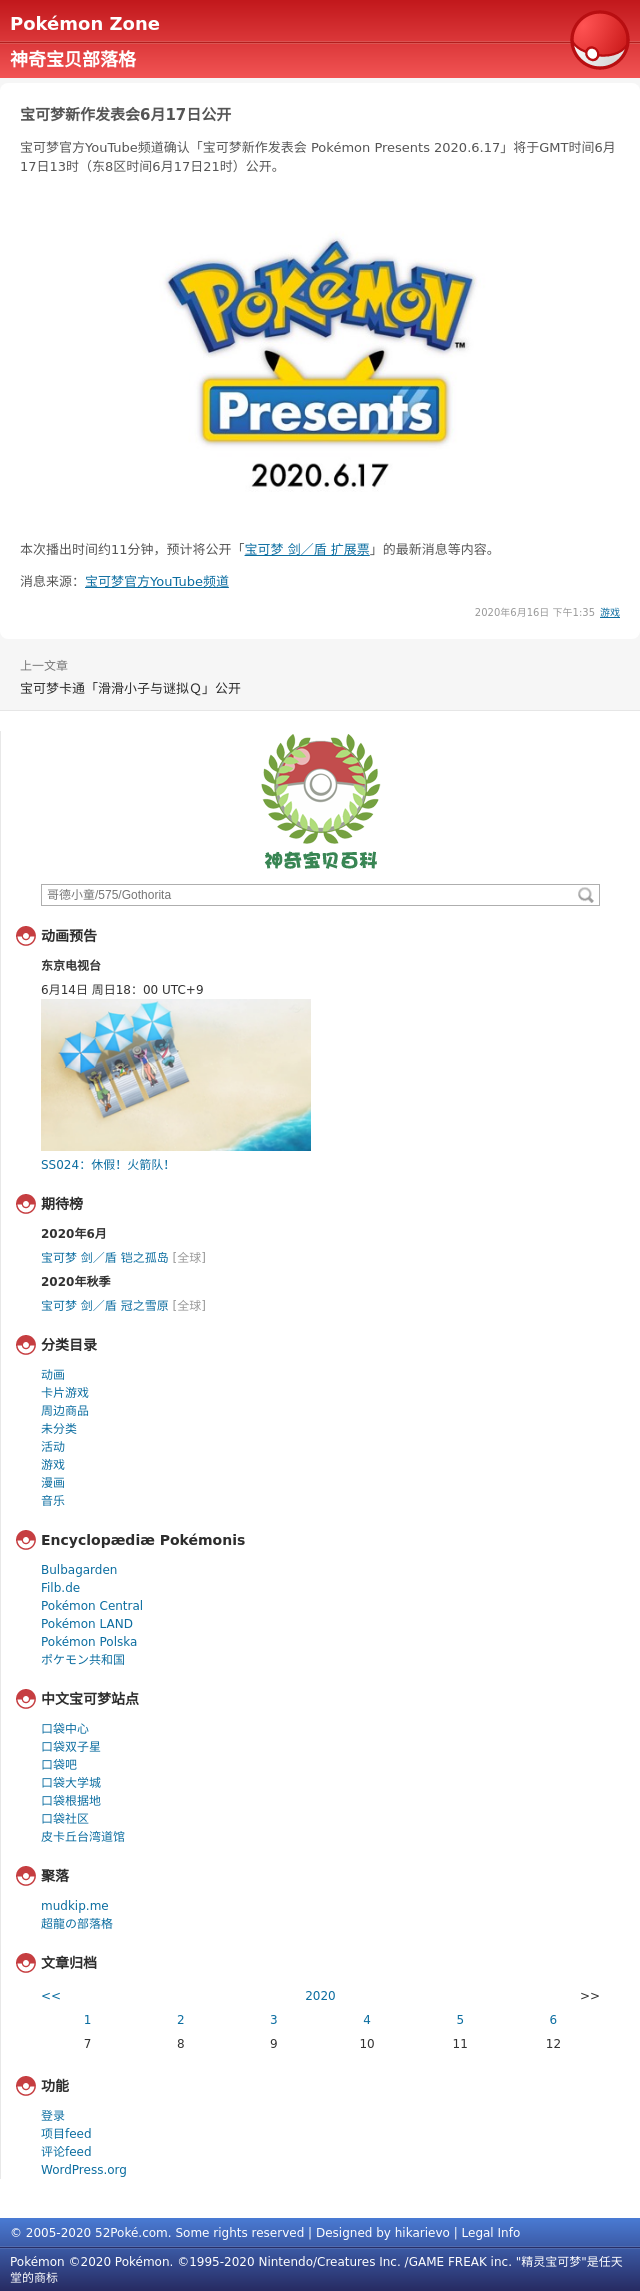 Pokémon Zone
神奇宝贝部落格
宝可梦新作发表会6月17日公开
宝可梦官方YouTube频道确认「宝可梦新作发表会 Pokémon Presents 2020.6.17」将于GMT时间6月
17日13时（东8区时间6月17日21时）公开。
POKéMON
TM
Presents
2020.6.17
本次播出时间约11分钟，预计将公开「宝可梦 剑／盾 扩展票」的最新消息等内容。
消息来源：宝可梦官方YouTube频道
2020年6月16日 下午1:35 游戏
上一文章
宝可梦卡通「滑滑小子与谜拟Ｑ」公开
神奇宝贝百科
哥德小童/575/Gothorita
动画预告
东京电视台
6月14日 周日18：00 UTC+9
SS024：休假！火箭队！
期待榜
2020年6月
宝可梦 剑／盾 铠之孤岛 [全球]
2020年秋季
宝可梦 剑／盾 冠之雪原 [全球]
分类目录
动画
卡片游戏
周边商品
未分类
活动
游戏
漫画
音乐
Encyclopædiæ Pokémonis
Bulbagarden
Filb.de
Pokémon Central
Pokémon LAND
Pokémon Polska
ポケモン共和国
中文宝可梦站点
口袋中心
口袋双子星
口袋吧
口袋大学城
口袋根据地
口袋社区
皮卡丘台湾道馆
聚落
mudkip.me
超龍の部落格
文章归档
<< 2020 >>
1 2 3 4 5 6
7 8 9 10 11 12
功能
登录
项目feed
评论feed
WordPress.org
© 2005-2020 52Poké.com. Some rights reserved | Designed by hikarievo | Legal Info
Pokémon ©2020 Pokémon. ©1995-2020 Nintendo/Creatures Inc. /GAME FREAK inc. "精灵宝可梦"是任天
堂的商标